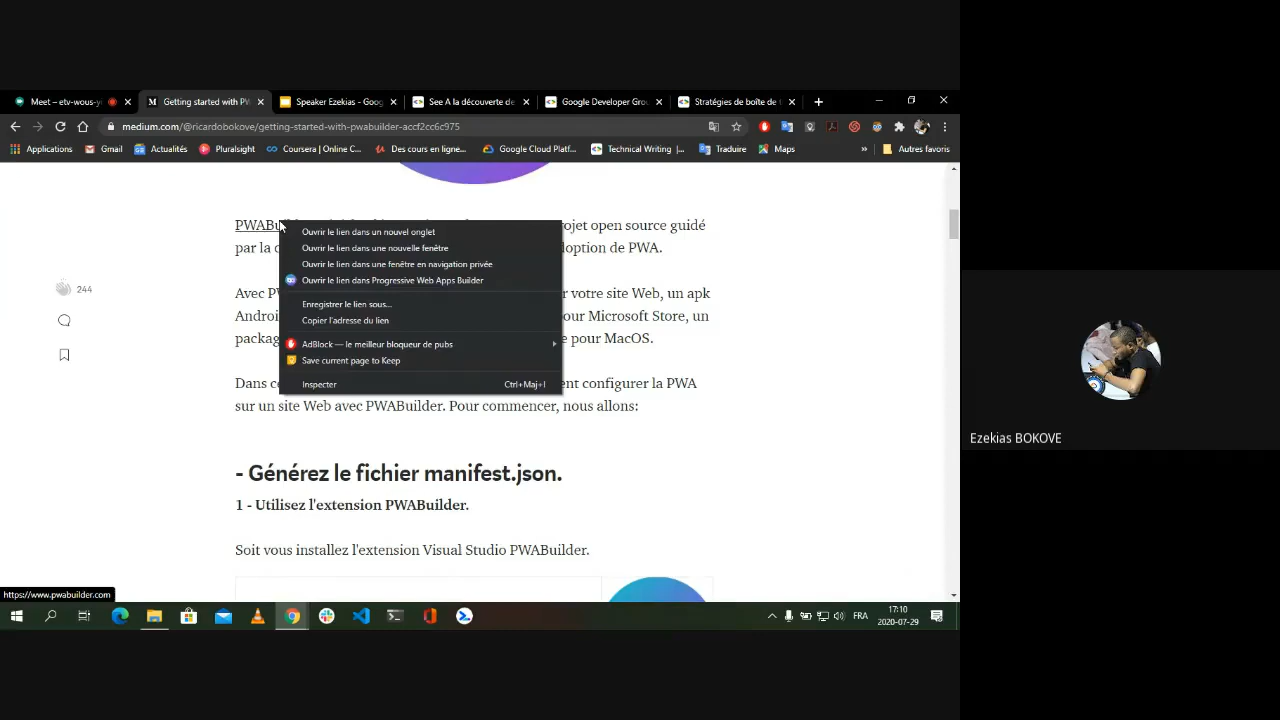 Meet – etv-wous-y
Getting started with PW
Speaker Ezekias - Goog
See A la découverte de
Google Developer Grou
Stratégies de boîte de
medium.com/@ricardobokove/getting-started-with-pwabuilder-accf2cc6c975
Applications
Gmail
Actualités
Pluralsight
Coursera | Online C...
Des cours en ligne...
Google Cloud Platf...
Technical Writing |...
Traduire
Maps
»
Autres favoris
PWABu
ojet open source guidé
par la
doption de PWA.
244
Avec P
r votre site Web, un apk
Androi
our Microsoft Store, un
packag
e pour MacOS.
Dans c
ent configurer la PWA
sur un site Web avec PWABuilder. Pour commencer, nous allons:
Ouvrir le lien dans un nouvel onglet
Ouvrir le lien dans une nouvelle fenêtre
Ouvrir le lien dans une fenêtre en navigation privée
Ouvrir le lien dans Progressive Web Apps Builder
Enregistrer le lien sous...
Copier l'adresse du lien
AdBlock — le meilleur bloqueur de pubs
Save current page to Keep
Inspecter Ctrl+Maj+I
- Générez le fichier manifest.json.
1 - Utilisez l'extension PWABuilder.
Soit vous installez l'extension Visual Studio PWABuilder.
https://www.pwabuilder.com
FRA
17:10
2020-07-29
Ezekias BOKOVE